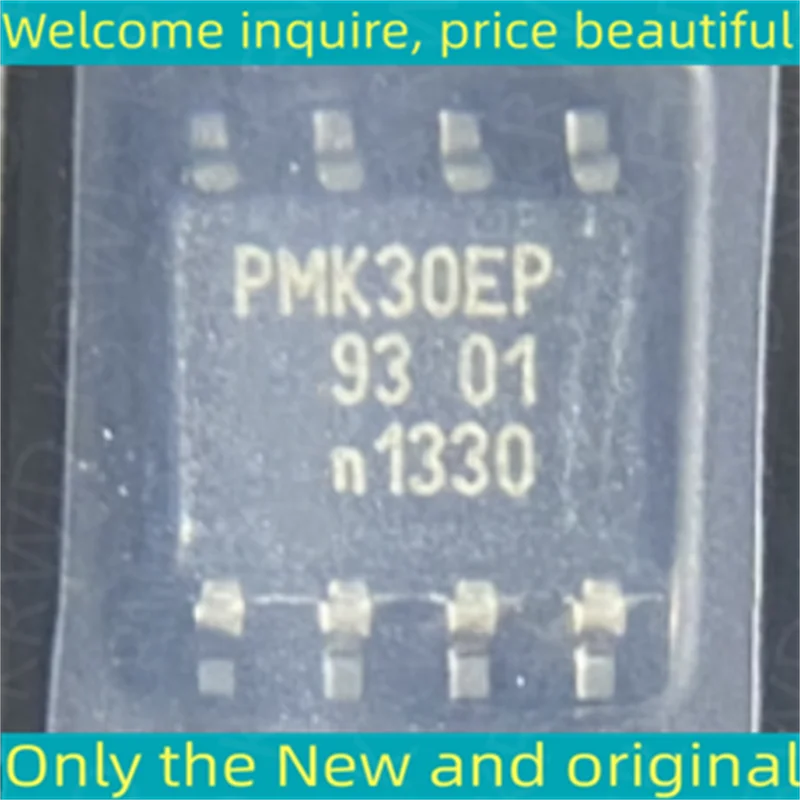 Welcome inquire, price beautiful
PMK30EP
93 01
n1330
Only the New and original